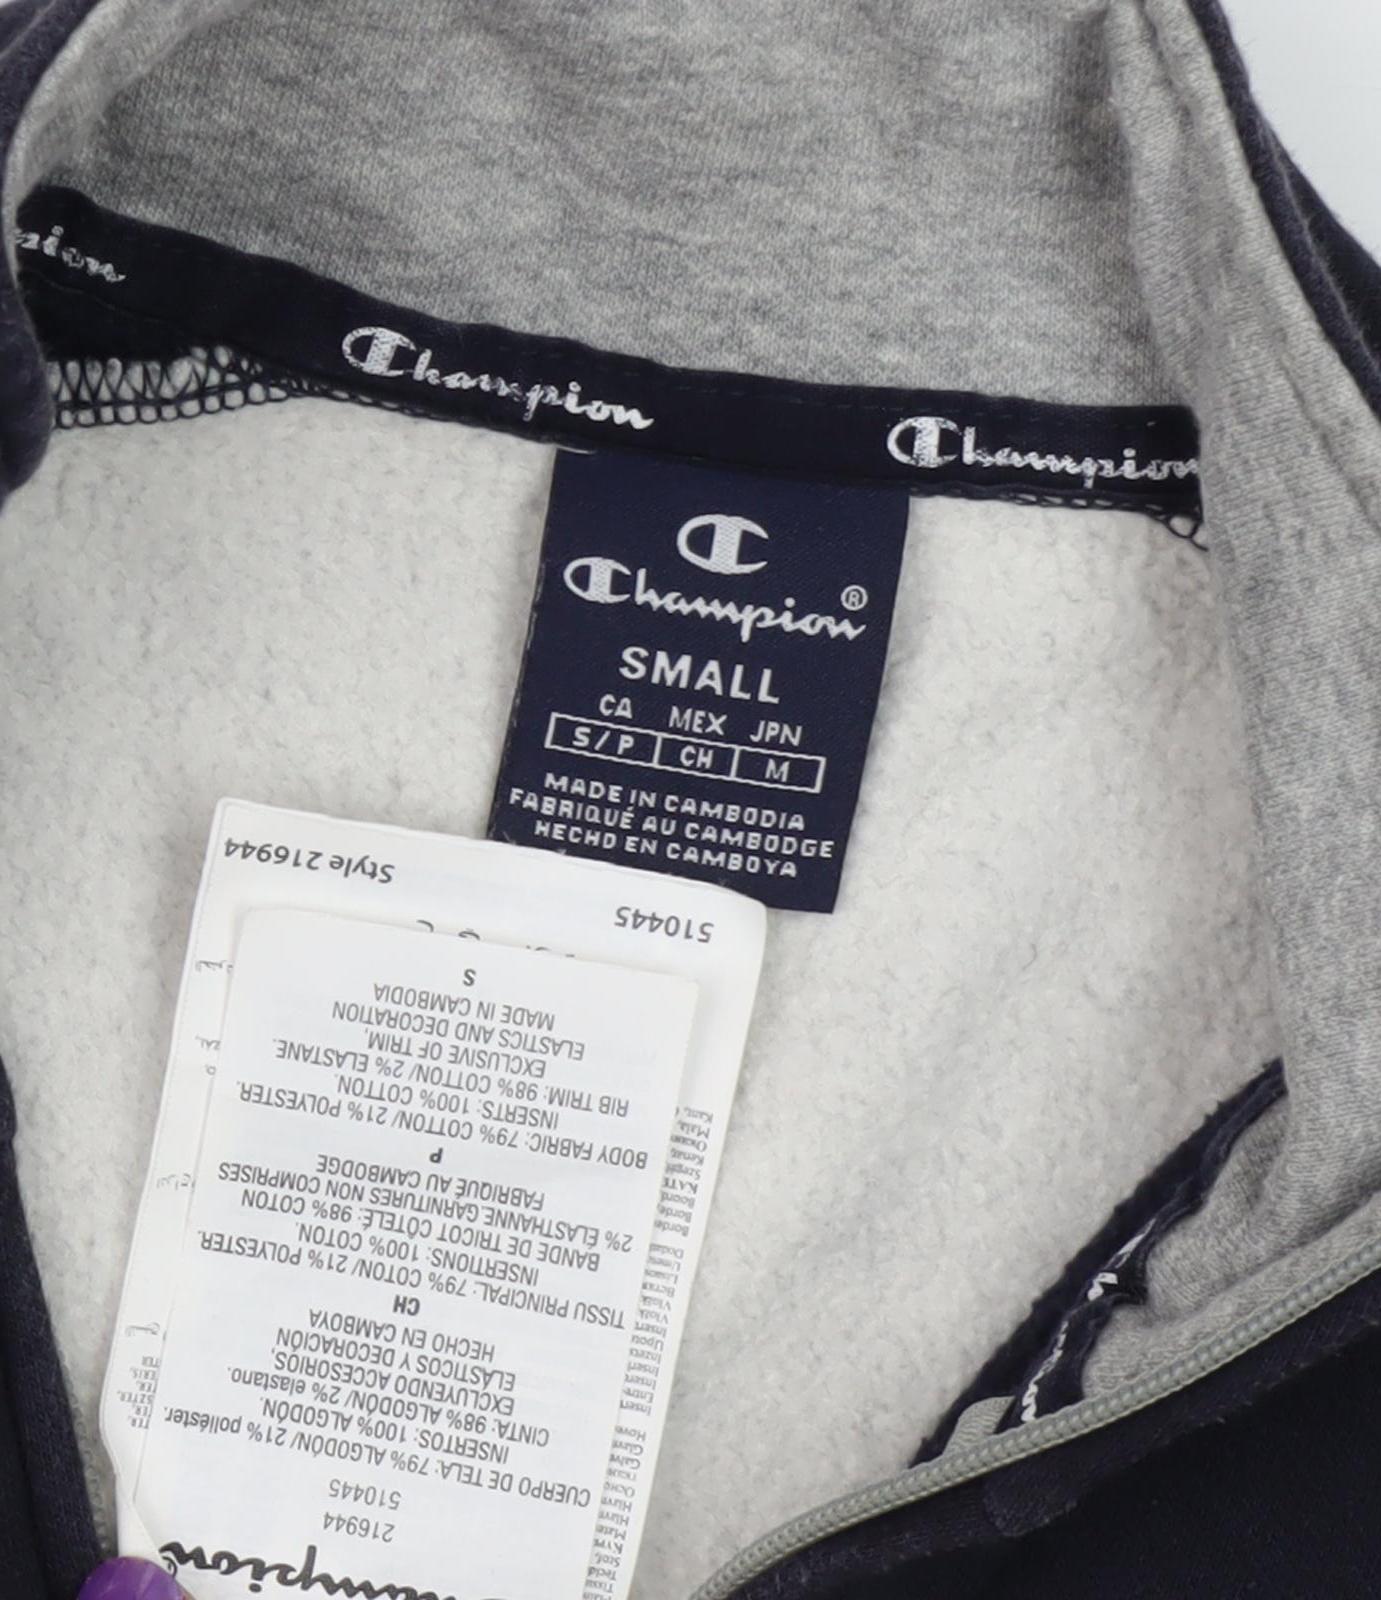 Champion
Champion
Champion®
SMALL
CA MEX JPN
S/P CH M
MADE IN CAMBODIA
FABRIQUÉ AU CAMBODGE
HECHO EN CAMBOYA
Style 216944
510445
Champion®
216944
510445
CUERPO DE TELA: 79% ALGODÓN/ 21% poliéster.
INSERTOS: 100% ALGODÓN.
CINTA: 98% ALGODÓN/ 2% elastano.
EXCLUYENDO ACCESORIOS,
ELÁSTICOS Y DECORACIÓN
HECHO EN CAMBOYA
CH
TISSU PRINCIPAL: 79% COTON/ 21% POLYESTER.
INSERTIONS: 100% COTON.
BANDE DE TRICOT CÔTELÉ: 98% COTON
2% ÉLASTHANNE.GARNITURES NON COMPRISES
FABRIQUÉ AU CAMBODGE
P
BODY FABRIC: 79% COTTON/ 21% POLYESTER.
INSERTS: 100% COTTON.
RIB TRIM: 98% COTTON/ 2% ELASTANE.
EXCLUSIVE OF TRIM,
ELASTICS AND DECORATION
MADE IN CAMBODIA
S